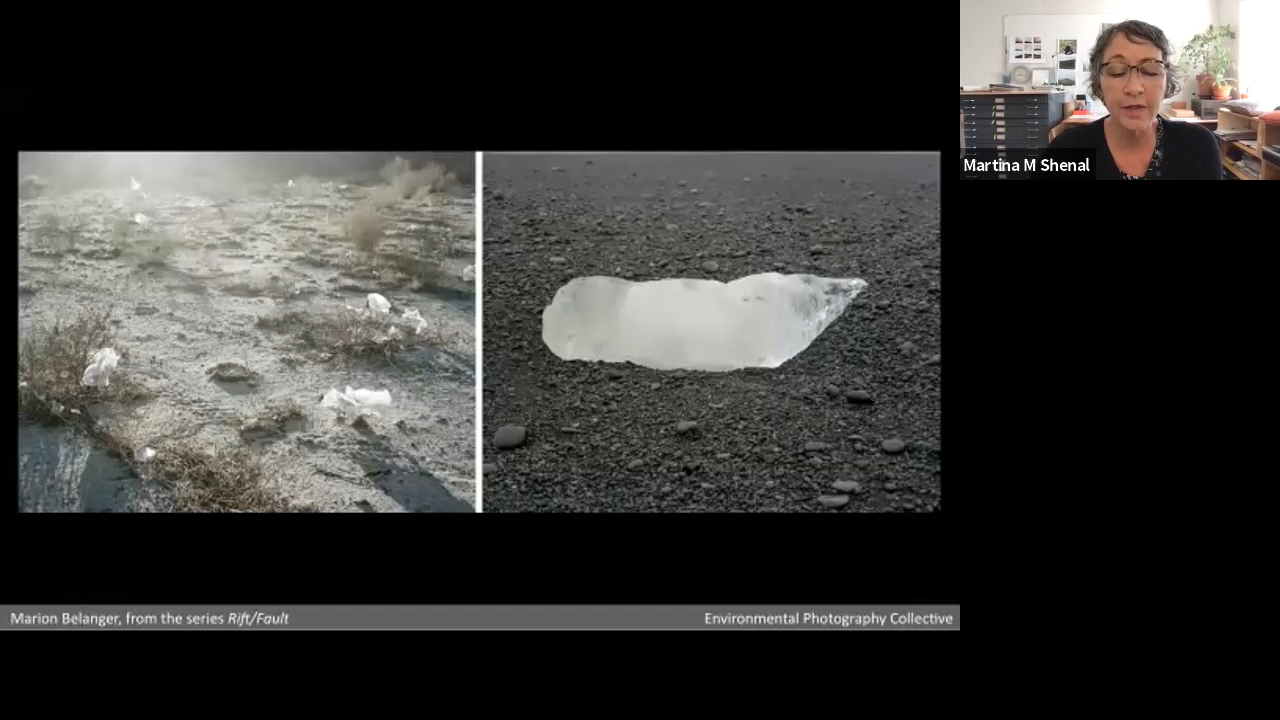 Martina M Shenal
Marion Belanger, from the series Rift/Fault
Environmental Photography Collective